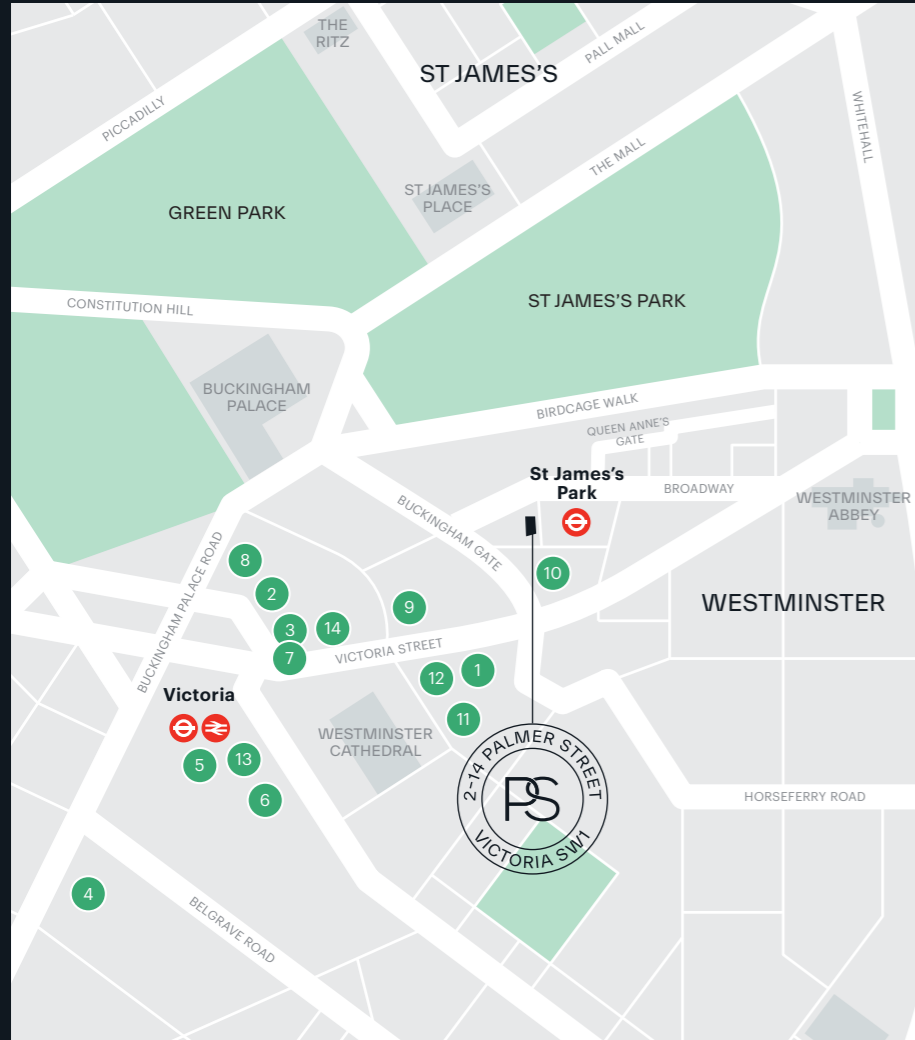 THE
RITZ
PALL MALL
ST JAMES'S
PICCADILLY
WHITEHALL
THE MALL
ST JAMES'S
PLACE
GREEN PARK
ST JAMES'S PARK
CONSTITUTION HILL
BUCKINGHAM
PALACE
BIRDCAGE WALK
QUEEN ANNE'S
GATE
St James's
Park
BROADWAY
WESTMINSTER
ABBEY
BUCKINGHAM GATE
BUCKINGHAM PALACE ROAD
8
10
2
9
WESTMINSTER
3
14
7
VICTORIA STREET
12
1
Victoria
11
WESTMINSTER
CATHEDRAL
5
13
6
2–14 PALMER STREET
PS
VICTORIA SW1
HORSEFERRY ROAD
4
BELGRAVE ROAD